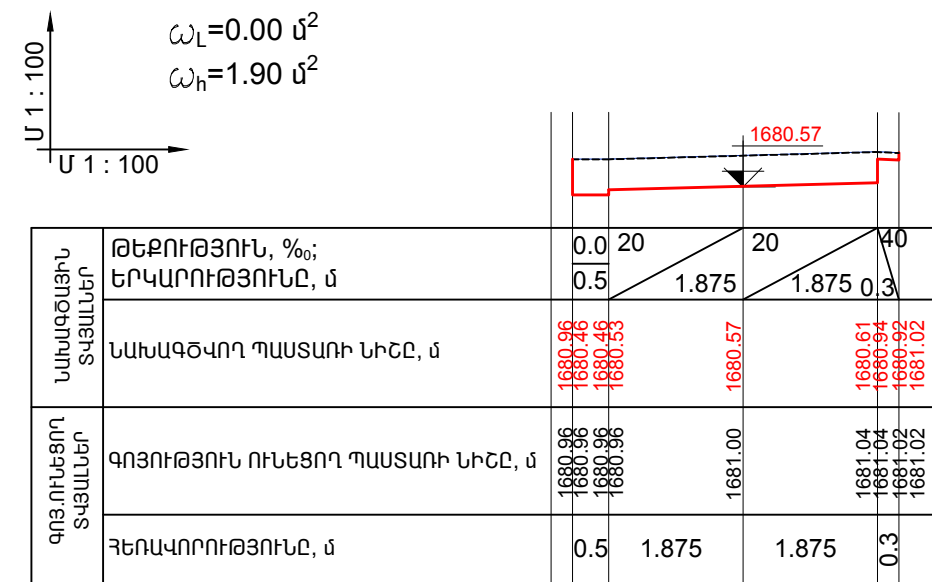 ωL=0.00 մ²
ωh=1.90 մ²
Մ 1 : 100
Մ 1 : 100
1680.57
ՆԱԽԱԳԾԱՅԻՆ
ՏՎՅԱԼՆԵՐ
ԹԵՔՈՒԹՅՈՒՆ, ‰;
ԵՐԿԱՐՈՒԹՅՈՒՆԸ, մ
0.0 20 20 40
0.5 1.875 1.875 0.3
ՆԱԽԱԳԾՎՈՂ ՊԱՍՏԱՌԻ ՆԻՇԸ, մ
1680.96
1680.46
1680.46
1680.53
1680.57
1680.61
1680.94
1680.92
1681.02
ԳՈՅ.ՈՒՆԵՑՈՂ
ՏՎՅԱԼՆԵՐ
ԳՈՅՈՒԹՅՈՒՆ ՈՒՆԵՑՈՂ ՊԱՍՏԱՌԻ ՆԻՇԸ, մ
1680.96
1680.96
1680.96
1680.96
1681.00
1681.04
1681.04
1681.02
1681.02
ՀԵՌԱՎՈՐՈՒԹՅՈՒՆԸ, մ
0.5 1.875 1.875 0.3